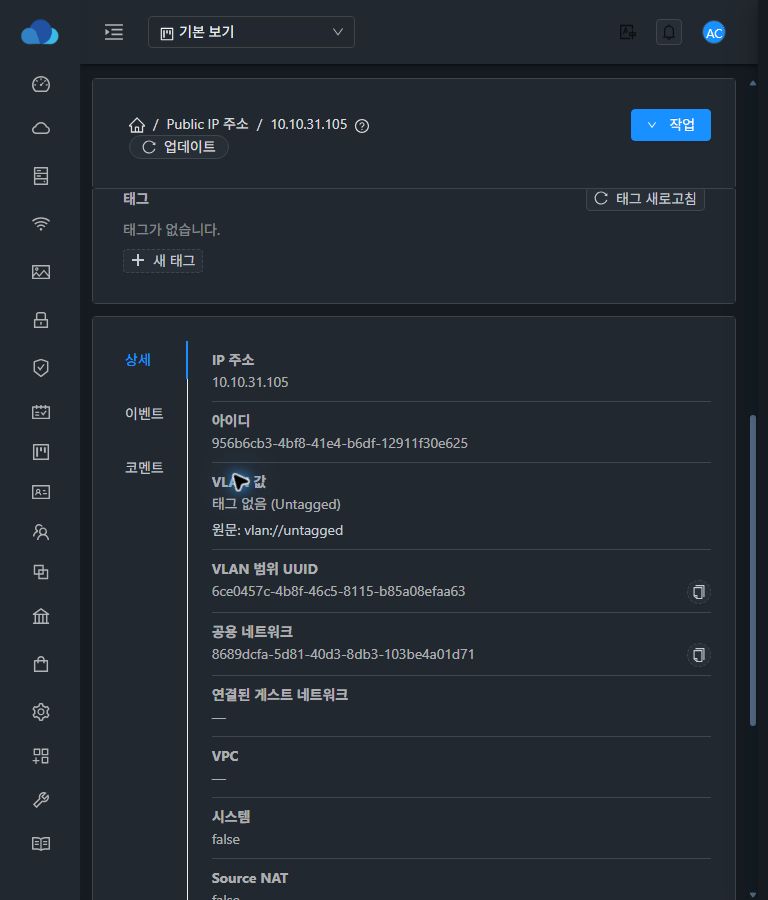 기본 보기
AC
/ Public IP 주소 / 10.10.31.105
작업
업데이트
태그
태그 새로고침
태그가 없습니다.
새 태그
상세
이벤트
코멘트
IP 주소
10.10.31.105
아이디
956b6cb3-4bf8-41e4-b6df-12911f30e625
VLAN 값
태그 없음 (Untagged)
원문: vlan://untagged
VLAN 범위 UUID
6ce0457c-4b8f-46c5-8115-b85a08efaa63
공용 네트워크
8689dcfa-5d81-40d3-8db3-103be4a01d71
연결된 게스트 네트워크
—
VPC
—
시스템
false
Source NAT
false